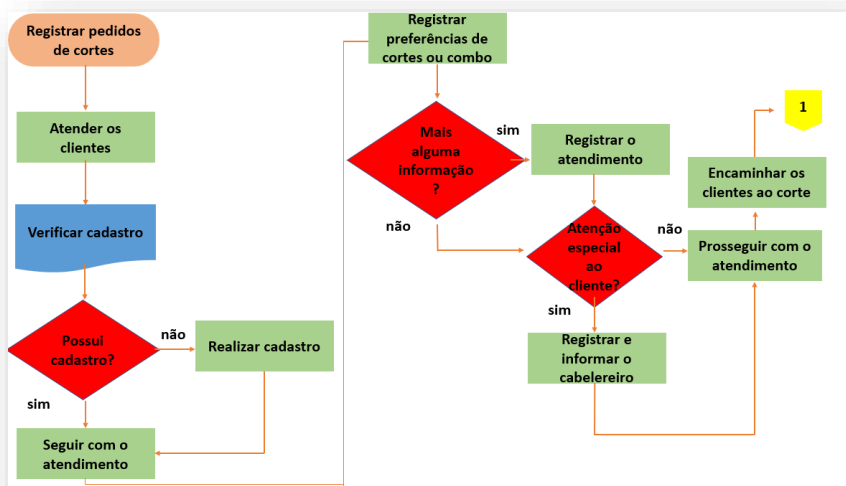 Registrar pedidos
de cortes
Atender os
clientes
Verificar cadastro
Possui
cadastro?
não
Realizar cadastro
sim
Seguir com o
atendimento
Registrar
preferências de
cortes ou combo
Mais
alguma
informação
?
sim
Registrar o
atendimento
não
Atenção
especial
ao
cliente?
não
Prosseguir com o
atendimento
sim
Registrar e
informar o
cabelereiro
Encaminhar os
clientes ao corte
1